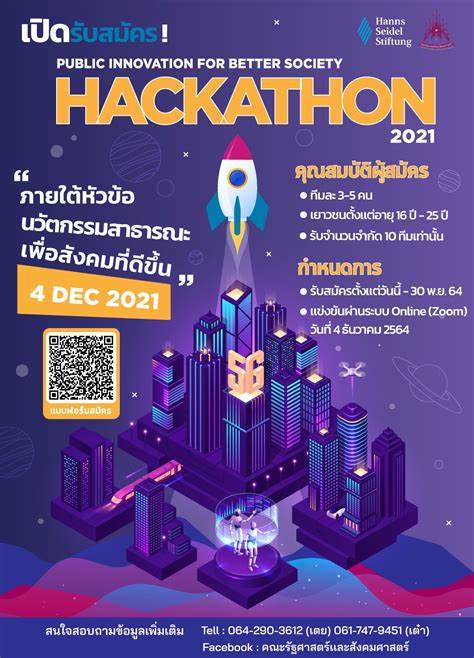 เปิดรับสมัคร !
Hanns
Seidel
Stiftung
PUBLIC INNOVATION FOR BETTER SOCIETY
HACKATHON
2021
“
ภายใต้หัวข้อ
นวัตกรรมสาธารณะ
เพื่อสังคมที่ดีขึ้น
”
4 DEC 2021
แบบฟอร์มสมัคร
คุณสมบัติผู้สมัคร
• ทีมละ 3-5 คน
• เยาวชนตั้งแต่อายุ 16 ปี - 25 ปี
• รับจำนวนจำกัด 10 ทีมเท่านั้น
กำหนดการ
• รับสมัครตั้งแต่วันนี้ - 30 พ.ย. 64
• แข่งขันผ่านระบบ Online (Zoom)
วันที่ 4 ธันวาคม 2564
5G
สนใจสอบถามข้อมูลเพิ่มเติม Tell : 064-290-3612 (เตย) 061-747-9451 (เต๋า)
Facebook : คณะรัฐศาสตร์และสังคมศาสตร์